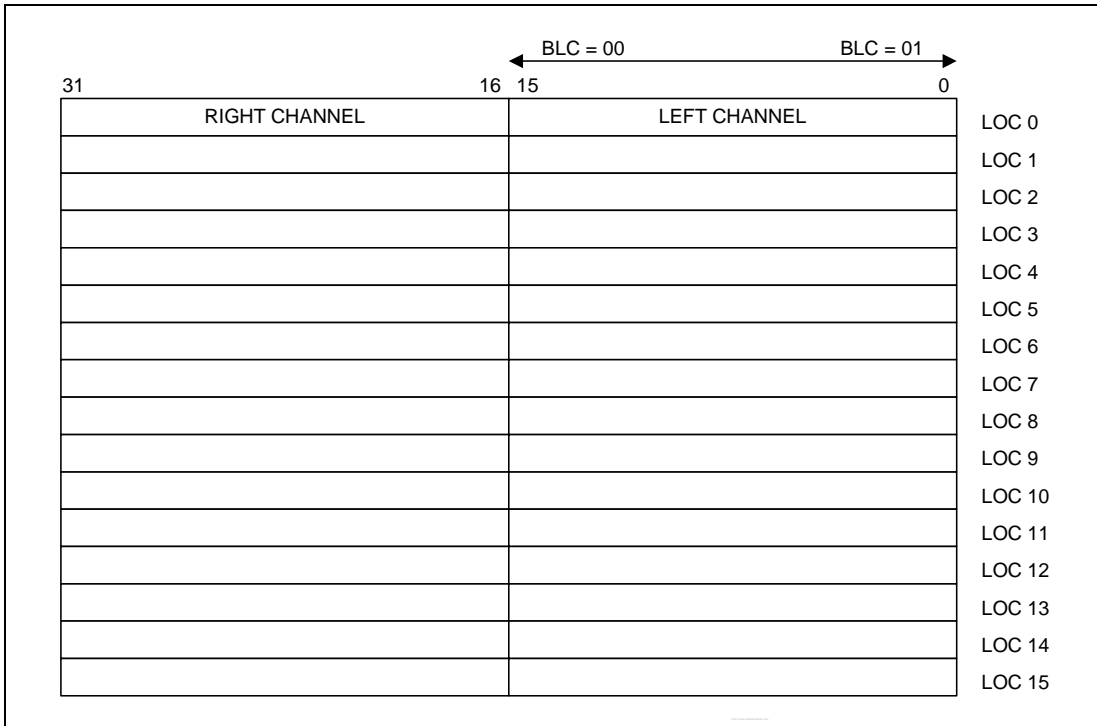 BLC = 00 BLC = 01
31 16 15 0
RIGHT CHANNEL LEFT CHANNEL LOC 0
LOC 1
LOC 2
LOC 3
LOC 4
LOC 5
LOC 6
LOC 7
LOC 8
LOC 9
LOC 10
LOC 11
LOC 12
LOC 13
LOC 14
LOC 15